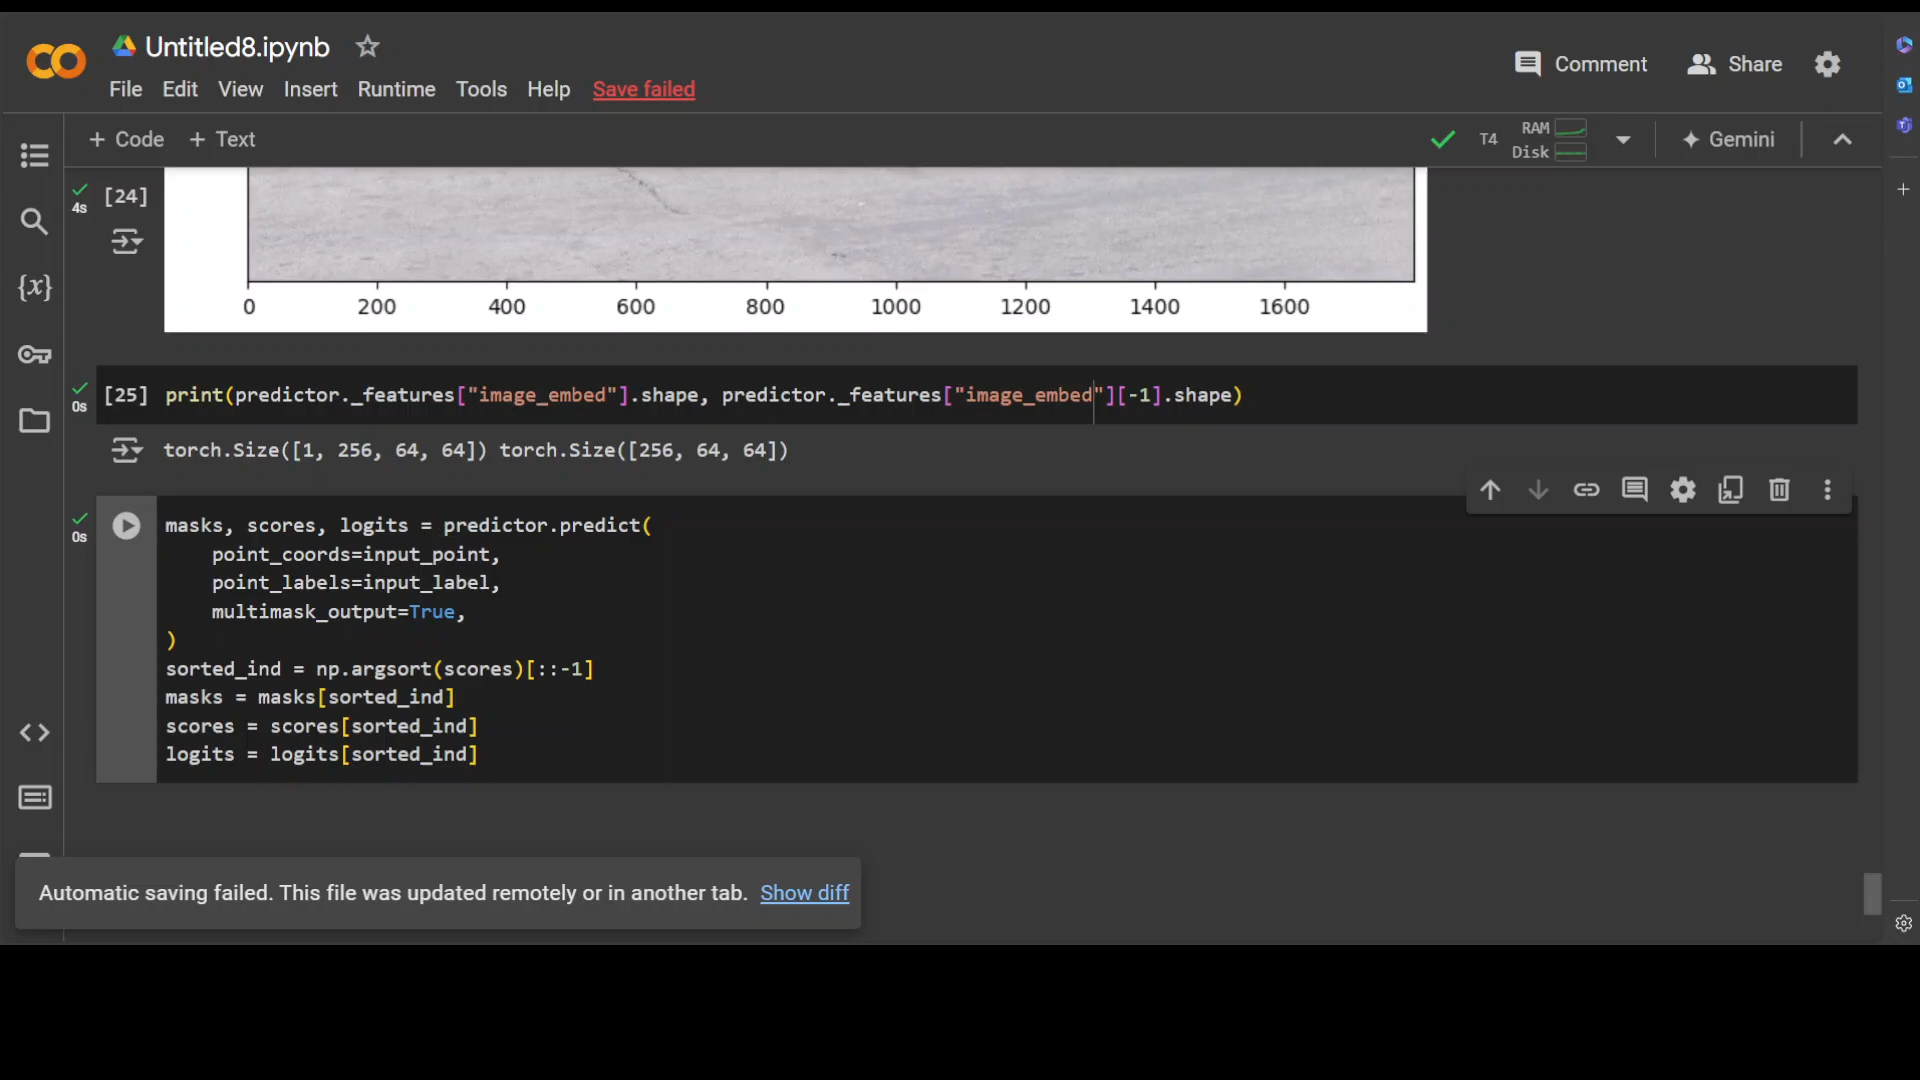 Untitled8.ipynb
Comment
Share
File Edit View Insert Runtime Tools Help Save failed
+ Code + Text
T4
RAM
Disk
Gemini
4s
[24]
0 200 400 600 800 1000 1200 1400 1600
0s
[25] print(predictor._features["image_embed"].shape, predictor._features["image_embed"][-1].shape)
torch.Size([1, 256, 64, 64]) torch.Size([256, 64, 64])
0s
masks, scores, logits = predictor.predict(
    point_coords=input_point,
    point_labels=input_label,
    multimask_output=True,
)
sorted_ind = np.argsort(scores)[::-1]
masks = masks[sorted_ind]
scores = scores[sorted_ind]
logits = logits[sorted_ind]
{x}
Automatic saving failed. This file was updated remotely or in another tab. Show diff